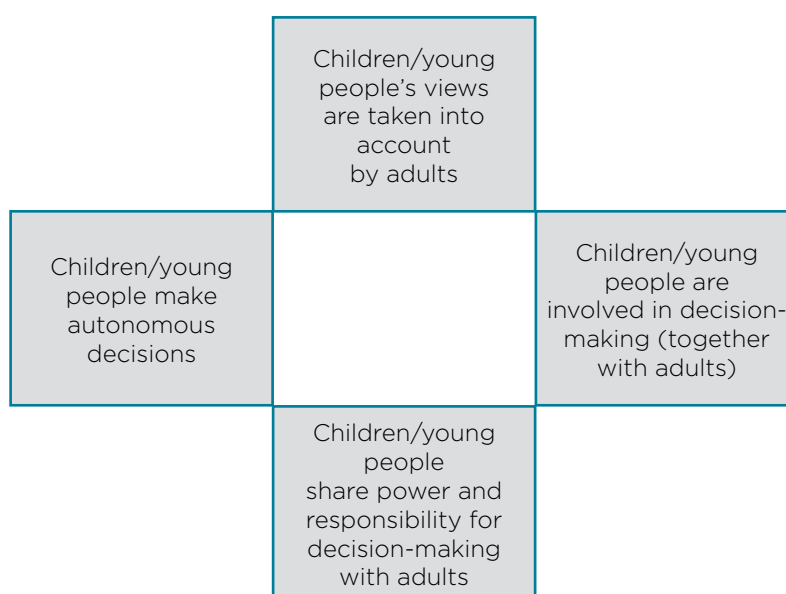 Children/young
people's views
are taken into
account
by adults
Children/young
people make
autonomous
decisions
Children/young
people are
involved in decision-
making (together
with adults)
Children/young
people
share power and
responsibility for
decision-making
with adults